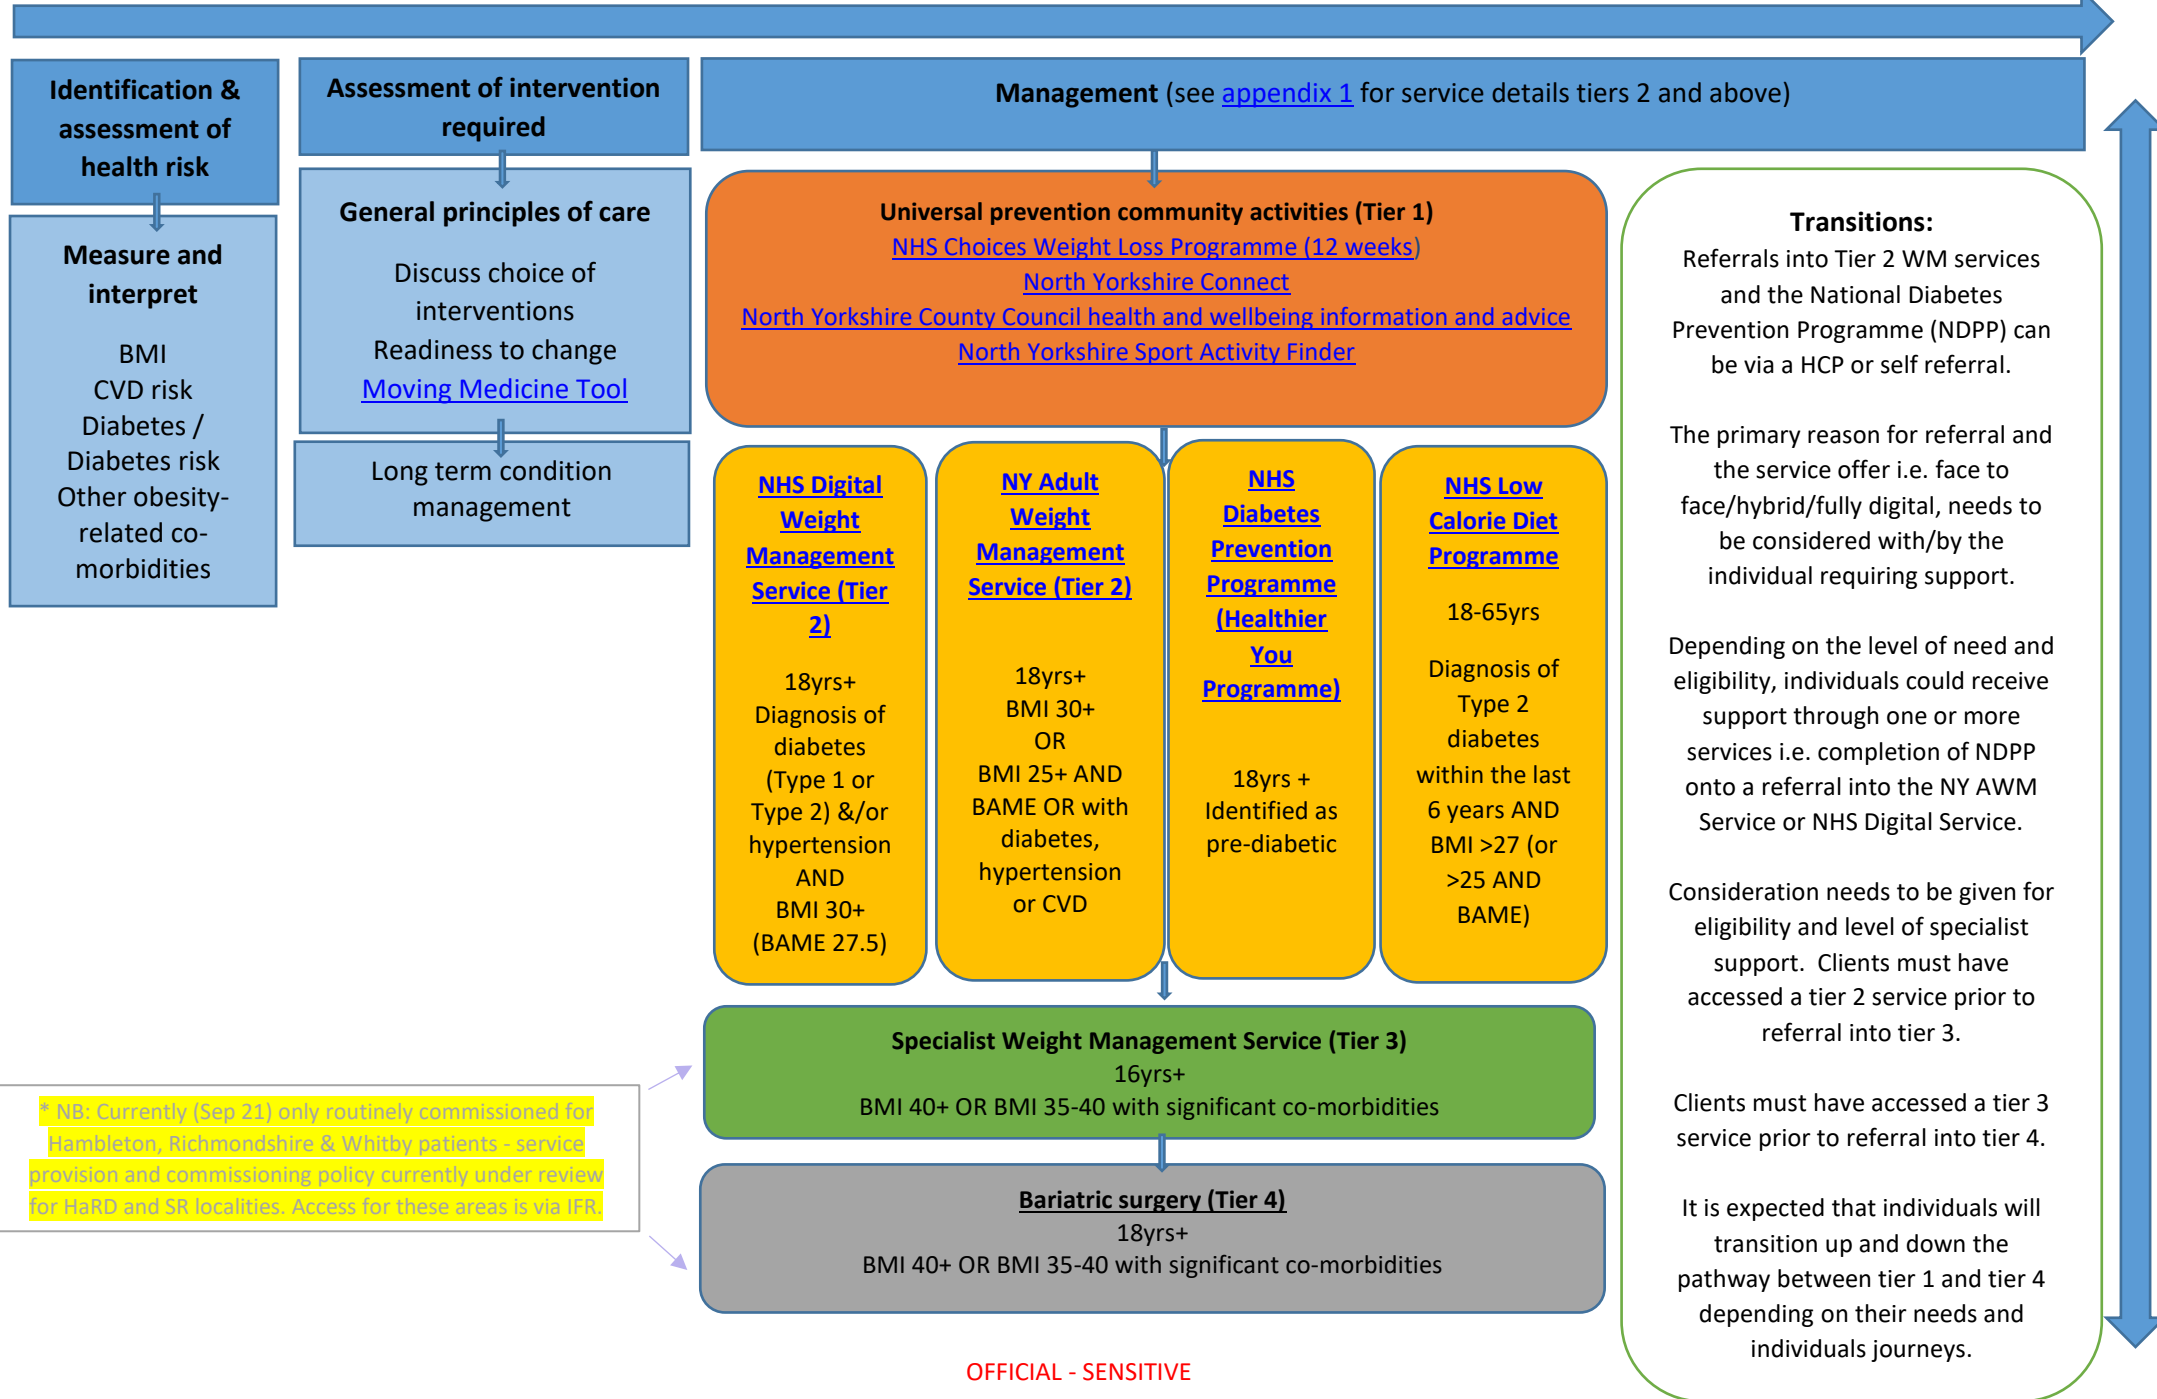 Identification &
assessment of
health risk
Measure and
interpret
BMI
CVD risk
Diabetes /
Diabetes risk
Other obesity-
related co-
morbidities
Assessment of intervention
required
General principles of care
Discuss choice of
interventions
Readiness to change
Moving Medicine Tool
Long term condition
management
Management (see appendix 1 for service details tiers 2 and above)
Universal prevention community activities (Tier 1)
NHS Choices Weight Loss Programme (12 weeks)
North Yorkshire Connect
North Yorkshire County Council health and wellbeing information and advice
North Yorkshire Sport Activity Finder
NHS Digital
Weight
Management
Service (Tier
2)
18yrs+
Diagnosis of
diabetes
(Type 1 or
Type 2) &/or
hypertension
AND
BMI 30+
(BAME 27.5)
NY Adult
Weight
Management
Service (Tier 2)
18yrs+
BMI 30+
OR
BMI 25+ AND
BAME OR with
diabetes,
hypertension
or CVD
NHS
Diabetes
Prevention
Programme
(Healthier
You
Programme)
18yrs +
Identified as
pre-diabetic
NHS Low
Calorie Diet
Programme
18-65yrs
Diagnosis of
Type 2
diabetes
within the last
6 years AND
BMI >27 (or
>25 AND
BAME)
Specialist Weight Management Service (Tier 3)
16yrs+
BMI 40+ OR BMI 35-40 with significant co-morbidities
* NB: Currently (Sep 21) only routinely commissioned for
Hambleton, Richmondshire & Whitby patients - service
provision and commissioning policy currently under review
for HaRD and SR localities. Access for these areas is via IFR.
Bariatric surgery (Tier 4)
18yrs+
BMI 40+ OR BMI 35-40 with significant co-morbidities
Transitions:
Referrals into Tier 2 WM services
and the National Diabetes
Prevention Programme (NDPP) can
be via a HCP or self referral.
The primary reason for referral and
the service offer i.e. face to
face/hybrid/fully digital, needs to
be considered with/by the
individual requiring support.
Depending on the level of need and
eligibility, individuals could receive
support through one or more
services i.e. completion of NDPP
onto a referral into the NY AWM
Service or NHS Digital Service.
Consideration needs to be given for
eligibility and level of specialist
support. Clients must have
accessed a tier 2 service prior to
referral into tier 3.
Clients must have accessed a tier 3
service prior to referral into tier 4.
It is expected that individuals will
transition up and down the
pathway between tier 1 and tier 4
depending on their needs and
individuals journeys.
OFFICIAL - SENSITIVE